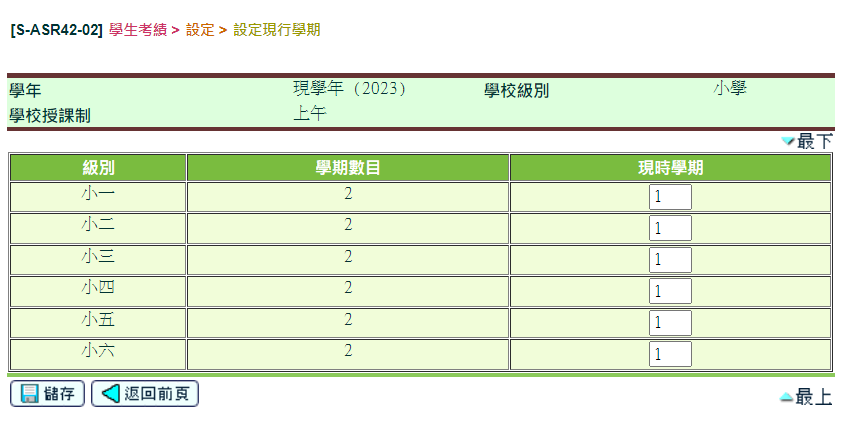 [S-ASR42-02] 學生考績 > 設定 > 設定現行學期
學年 現學年 (2023) 學校級別 小學
學校授課制 上午
最下
級別 學期數目 現時學期
小一 2 1
小二 2 1
小三 2 1
小四 2 1
小五 2 1
小六 2 1
儲存 返回前頁 最上